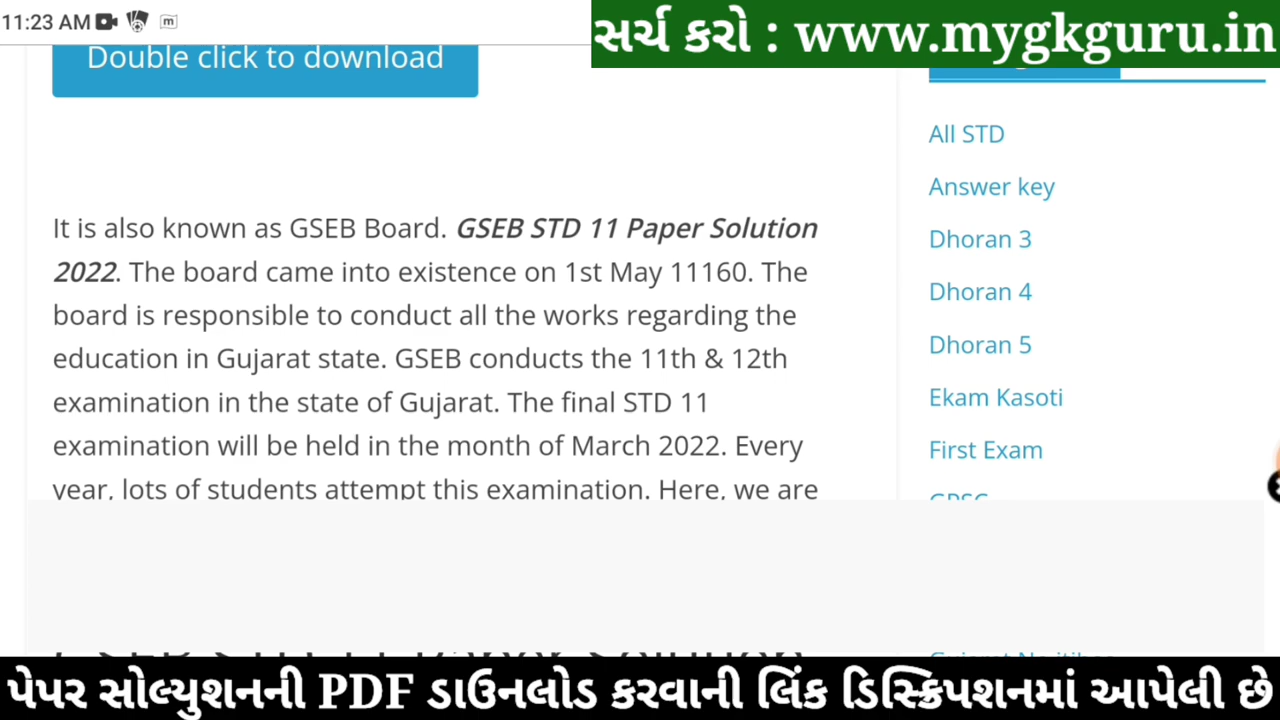 11:23 AM
સર્ચ કરો : www.mygkguru.in
Double click to download
It is also known as GSEB Board. GSEB STD 11 Paper Solution
2022. The board came into existence on 1st May 11160. The
board is responsible to conduct all the works regarding the
education in Gujarat state. GSEB conducts the 11th & 12th
examination in the state of Gujarat. The final STD 11
examination will be held in the month of March 2022. Every
year, lots of students attempt this examination. Here, we are
All STD
Answer key
Dhoran 3
Dhoran 4
Dhoran 5
Ekam Kasoti
First Exam
GPSC
પેપર સોલ્યુશનની PDF ડાઉનલોડ કરવાની લિંક ડિસ્ક્રિપશનમાં આપેલી છે